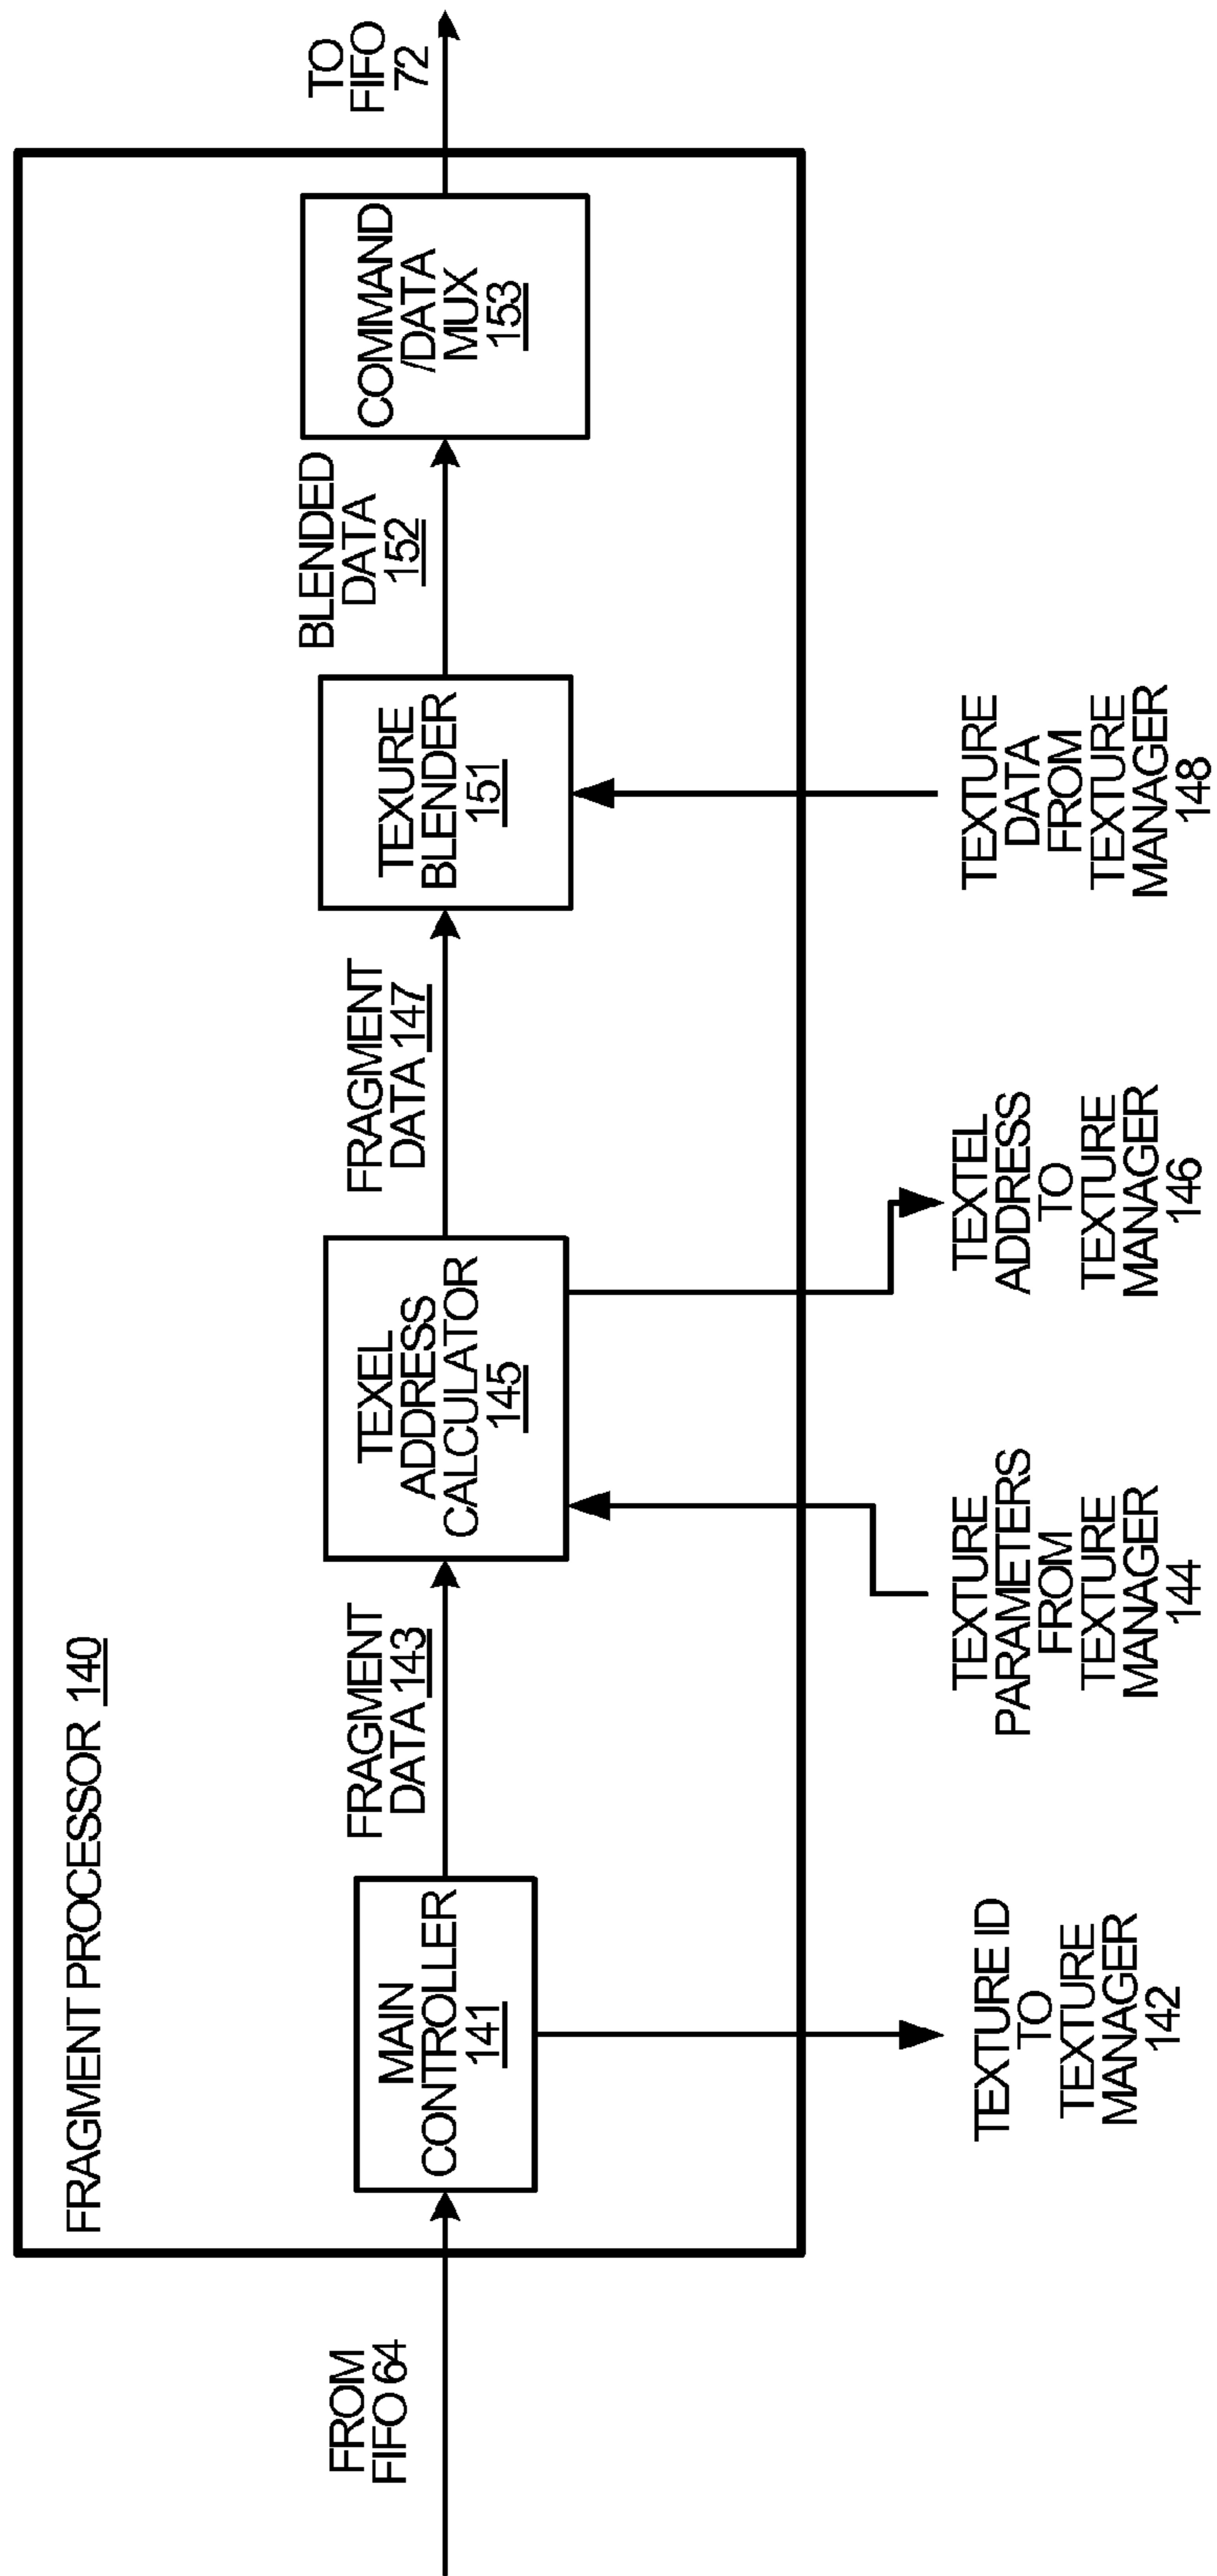 FRAGMENT PROCESSOR 140
FROM
FIFO 64
MAIN
CONTROLLER
141
FRAGMENT
DATA 143
TEXEL
ADDRESS
CALCULATOR
145
FRAGMENT
DATA 147
TEXURE
BLENDER
151
BLENDED
DATA
152
COMMAND
/DATA
MUX
153
TO
FIFO
72
TEXTURE ID
TO
TEXTURE
MANAGER
142
TEXTURE
PARAMETERS
FROM
TEXTURE
MANAGER
144
TEXTEL
ADDRESS
TO
TEXTURE
MANAGER
146
TEXTURE
DATA
FROM
TEXTURE
MANAGER
148